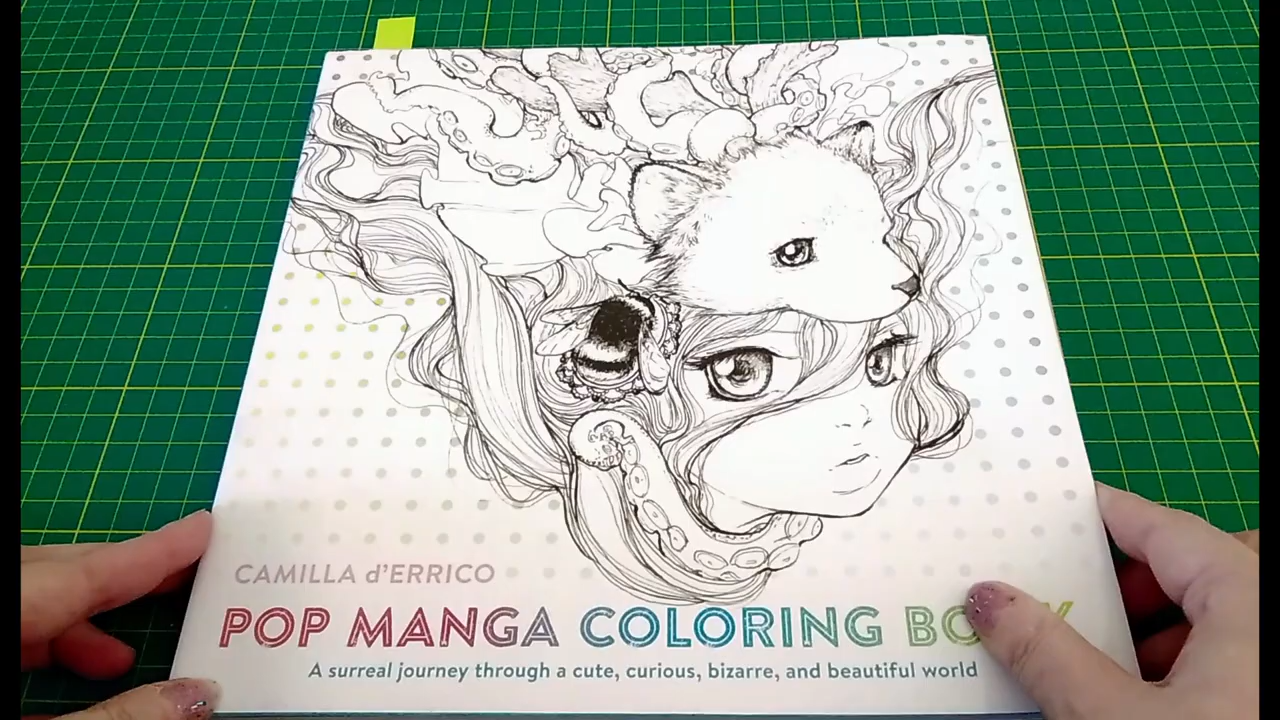 CAMILLA d'ERRICO
POP MANGA COLORING
A surreal journey through a cute, curious, bizarre, and beautiful world